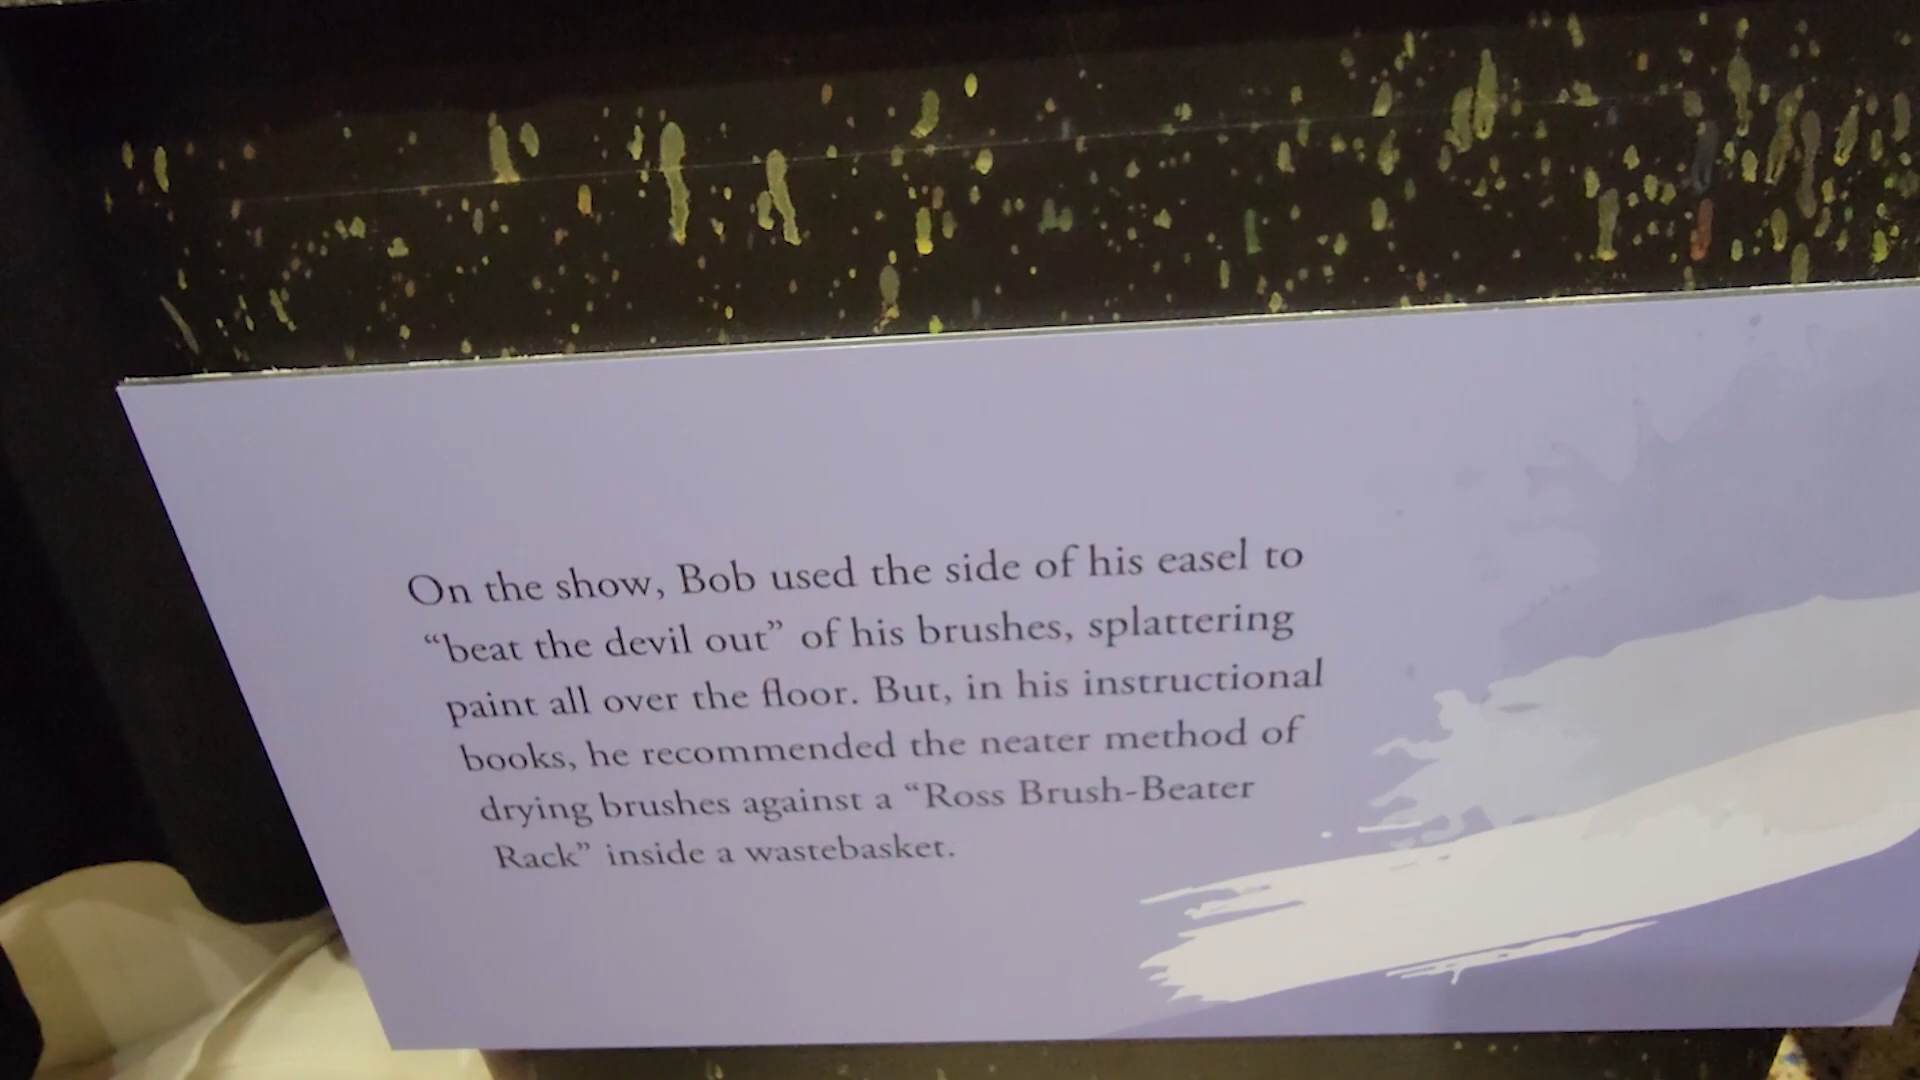 On the show, Bob used the side of his easel to
“beat the devil out” of his brushes, splattering
paint all over the floor. But, in his instructional
books, he recommended the neater method of
drying brushes against a “Ross Brush-Beater
Rack” inside a wastebasket.